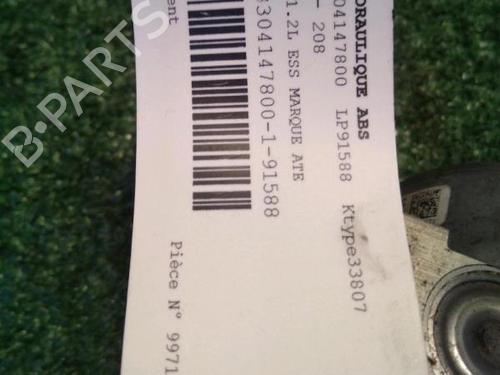 DRAULIQUE ABS
04147800 LP91588 Ktype33807
- 208
1.2L ESS MARQUE ATE
304147800-1-91588
ent
Pièce N° 9971
B-PARTS